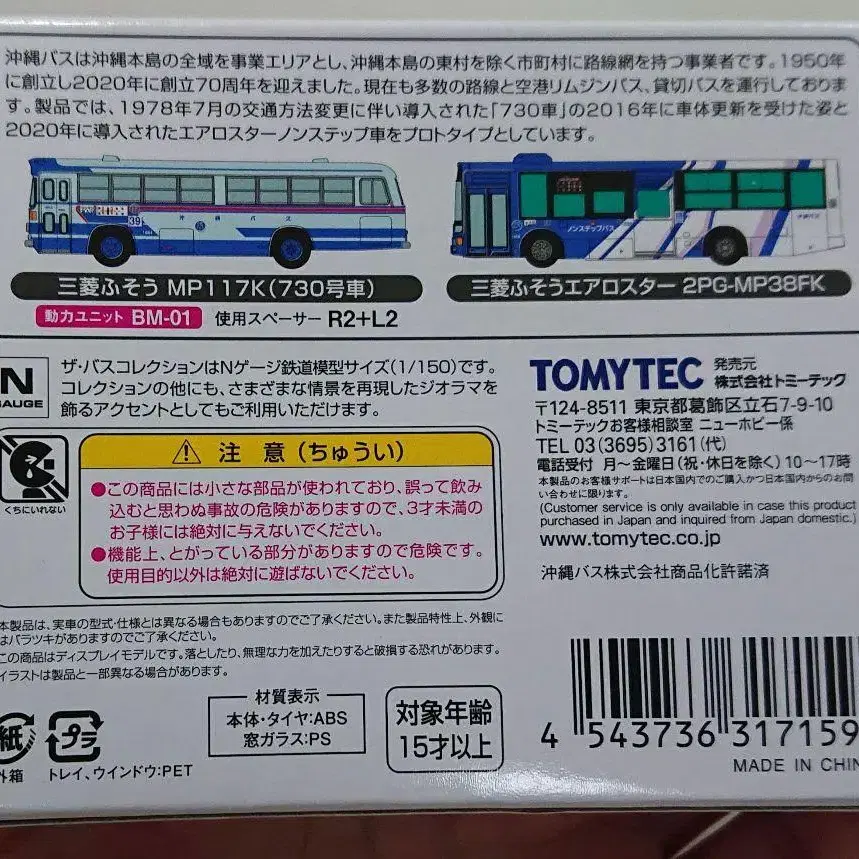 沖縄バスは沖縄本島の全域を事業エリアとし、沖縄本島の東村を除く市町村に路線網を持つ事業者です。1950年
に創立し2020年に創立70周年を迎えました。現在も多数の路線と空港リムジンバス、貸切バスを運行しておりま
す。製品では、1978年7月の交通方法変更に伴い導入された「730車」の2016年に車体更新を受けた姿と
2020年に導入されたエアロスターノンステップ車をプロトタイプとしています。
39
沖縄バス
ノンステップバス
沖縄バス
三菱ふそう MP117K(730号車)
三菱ふそうエアロスター 2PG-MP38FK
動力ユニット BM-01 使用スペーサー R2+L2
N
GAUGE
ザ・バスコレクションはNゲージ鉄道模型サイズ(1/150)です。
コレクションの他にも、さまざまな情景を再現したジオラマを
飾るアクセントとしてもご利用いただけます。
くちにいれない
注 意 (ちゅうい)
●この商品には小さな部品が使われており、誤って飲み
込むと思わぬ事故の危険がありますので、3才未満の
お子様には絶対に与えないでください。
●機能上、とがっている部分がありますので危険です。
使用目的以外は絶対に遊ばないでください。
本製品は、実車の型式・仕様とは異なる場合もありますのでご了承ください。また製品特性上、外観に
はバラツキがありますのでご了承ください。
この商品はディスプレイモデルです。落としたり、無理な力を加えたりすると破損する恐れがあります。
イラストは製品と一部異なる場合があります。
紙
外箱
プラ
トレイ、ウインドウ:PET
材質表示
本体・タイヤ:ABS
窓ガラス:PS
対象年齢
15才以上
TOMYTEC
発売元
株式会社トミーテック
〒124-8511 東京都葛飾区立石7-9-10
トミーテックお客様相談室 ニューホビー係
TEL 03(3695)3161(代)
電話受付 月~金曜日(祝・休日を除く)10~17時
本製品のお客様サポートは日本国内でのご購入かつ日本国内からのお問
い合わせに限ります。
(Customer service is only available in case this product
purchased in Japan and inquired from Japan domestic.)
www.tomytec.co.jp
沖縄バス株式会社商品化許諾済
4 543736 317159
MADE IN CHIN